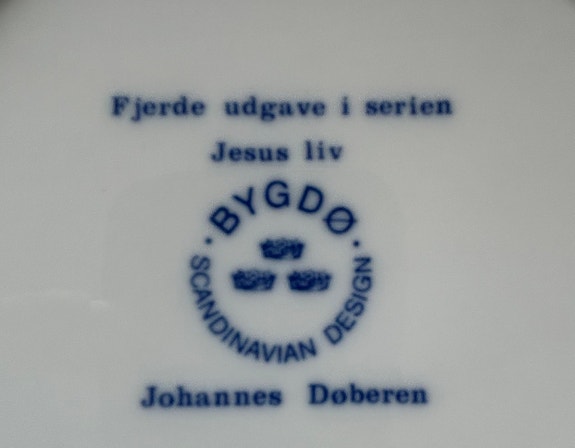 Fjerde udgave i serien
Jesus liv
· BYGDØ ·
SCANDINAVIAN DESIGN
Johannes Døberen